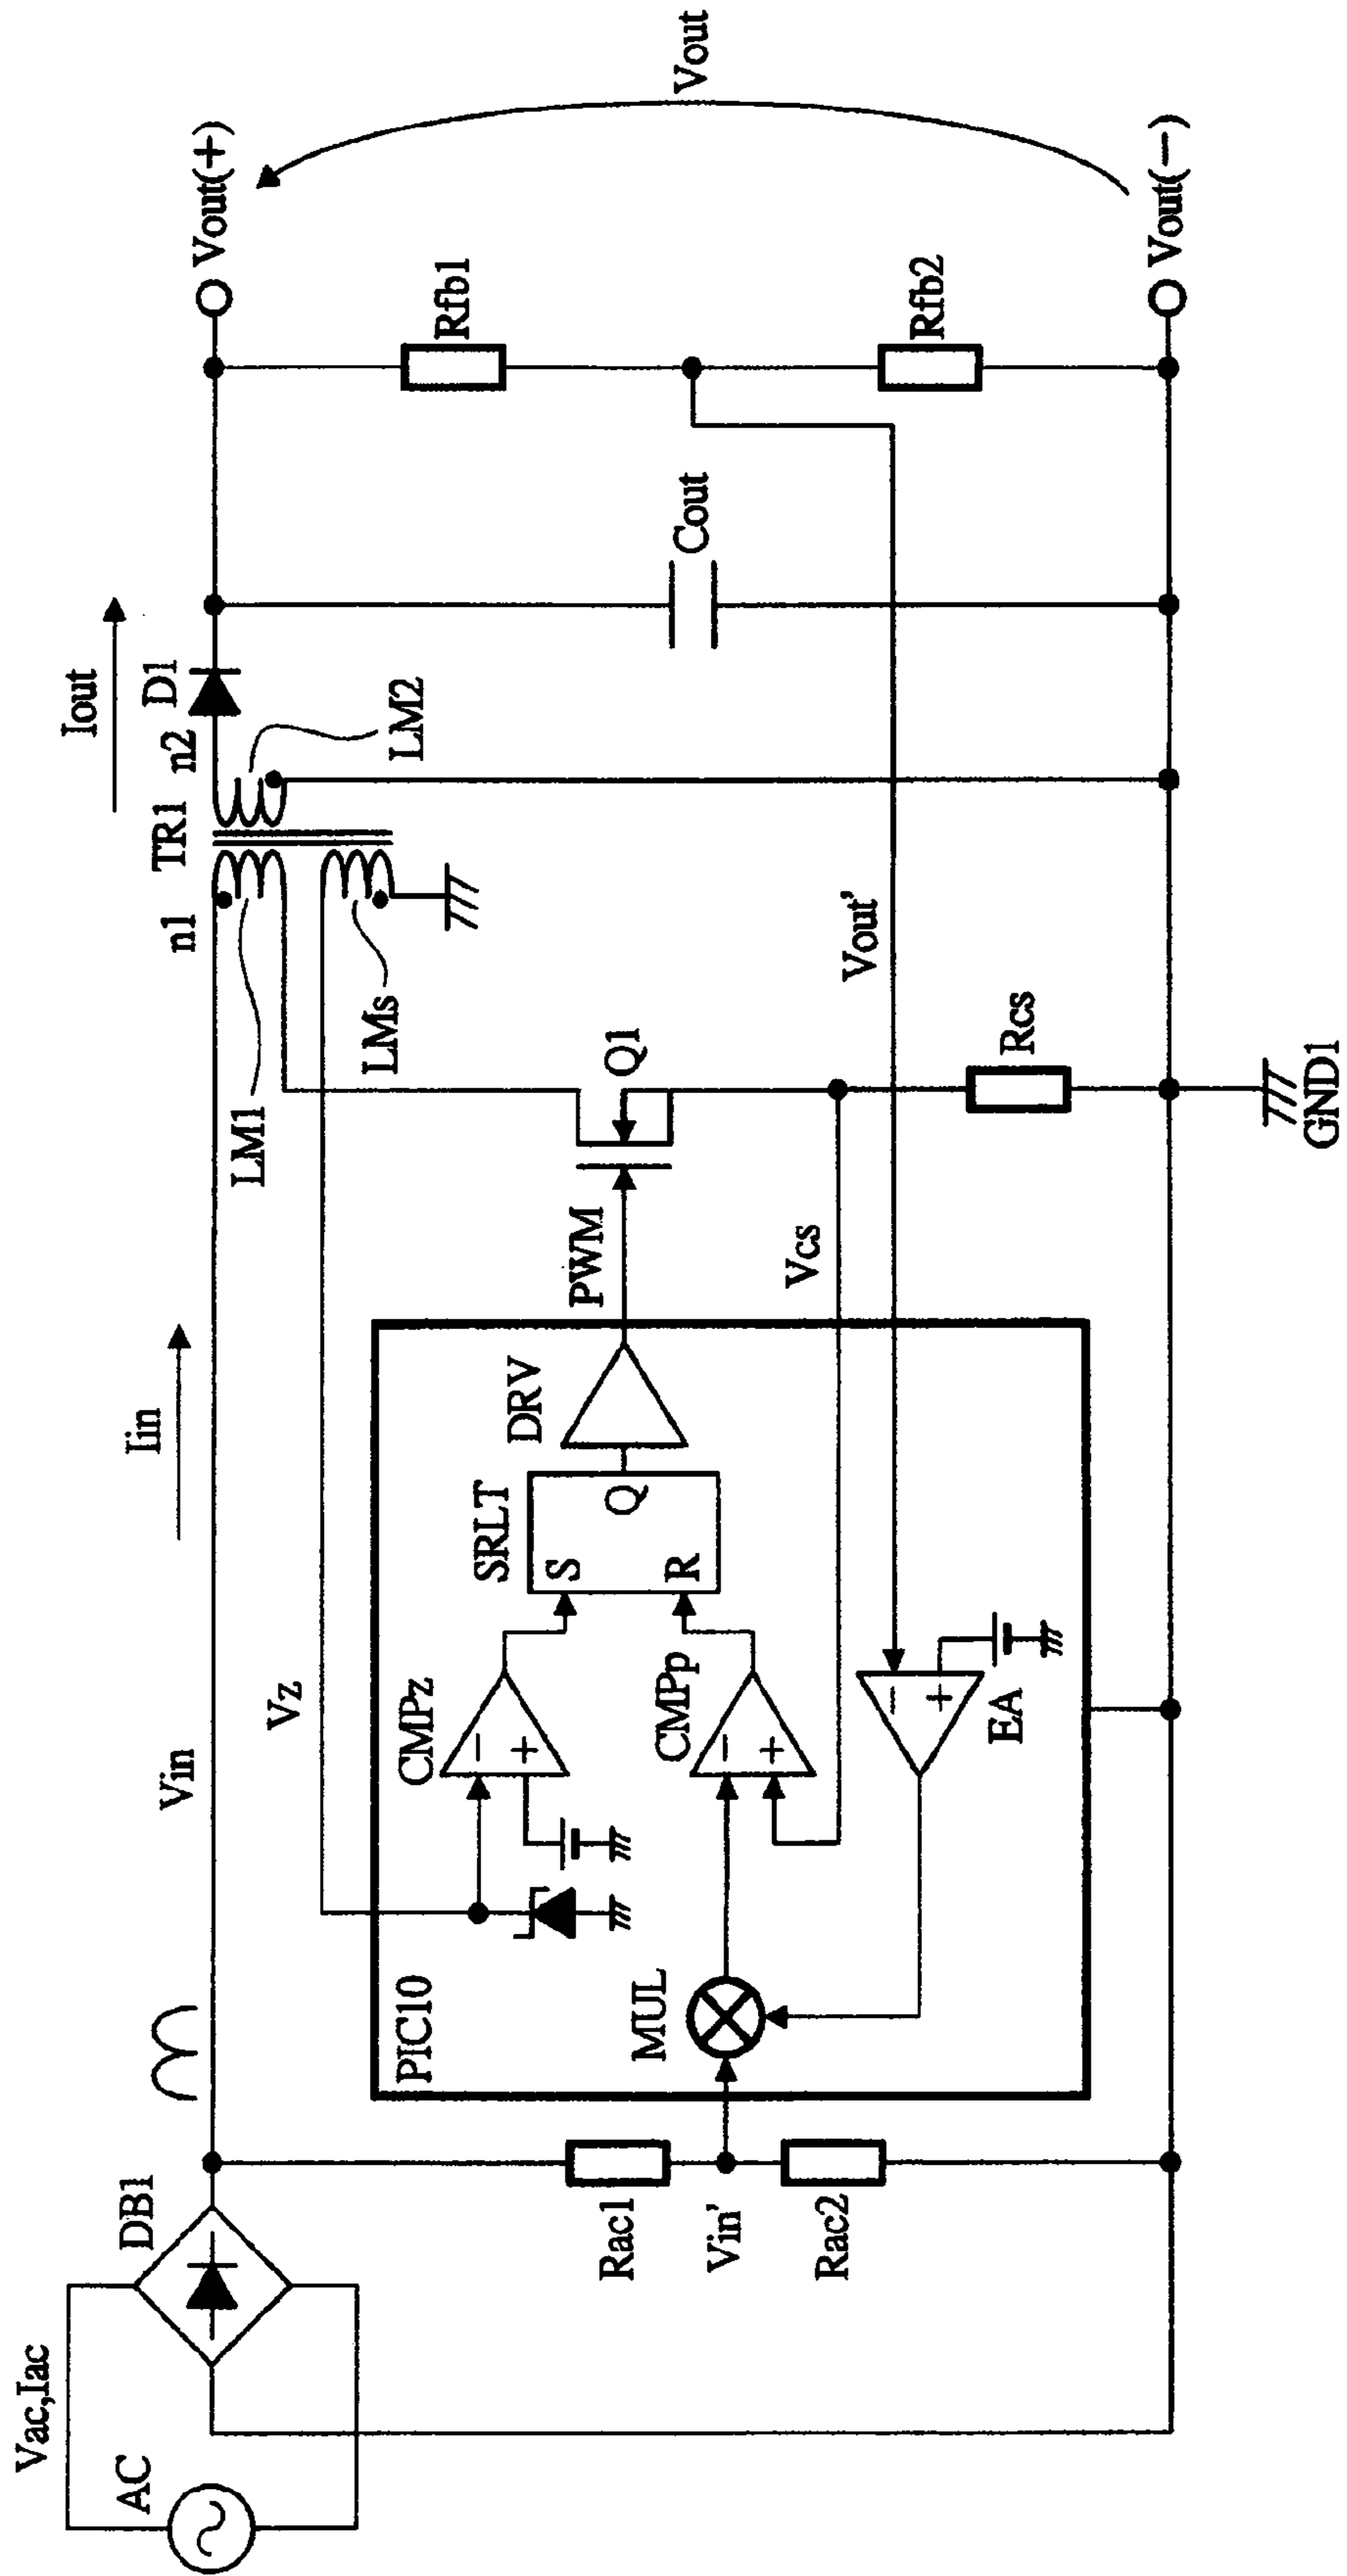 Vac,Iac
AC
DB1
Vin
Iin
n1
TR1
n2
D1
Iout
Vout(+)
Vout
LM1
LMs
LM2
Vz
Rac1
Vin'
Rac2
PIC10
MUL
CMPz
−
+
CMPp
−
+
SRLT
S
R
Q
DRV
PWM
Q1
EA
−
+
Vcs
Vout'
Rcs
GND1
Cout
Rfb1
Rfb2
Vout(−)